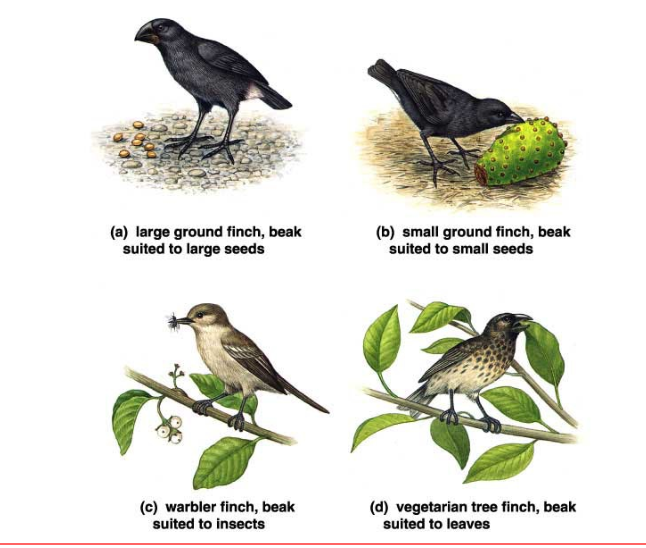 (a) large ground finch, beak
suited to large seeds
(b) small ground finch, beak
suited to small seeds
(c) warbler finch, beak
suited to insects
(d) vegetarian tree finch, beak
suited to leaves